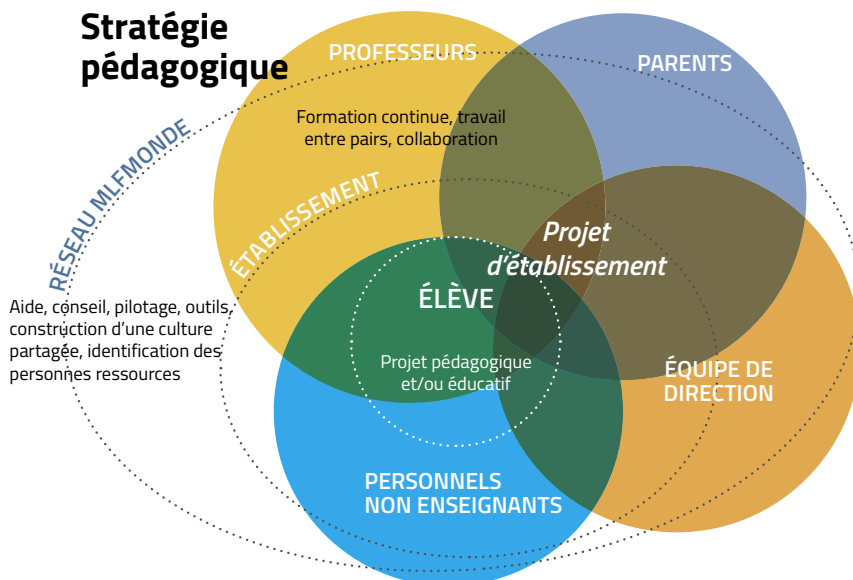 Stratégie
pédagogique
PROFESSEURS
PARENTS
Formation continue, travail
entre pairs, collaboration
RÉSEAU MLFMONDE
ÉTABLISSEMENT
Projet
d'établissement
ÉLÈVE
Aide, conseil, pilotage, outils,
construction d'une culture
partagée, identification des
personnes ressources
Projet pédagogique
et/ou éducatif
ÉQUIPE DE
DIRECTION
PERSONNELS
NON ENSEIGNANTS